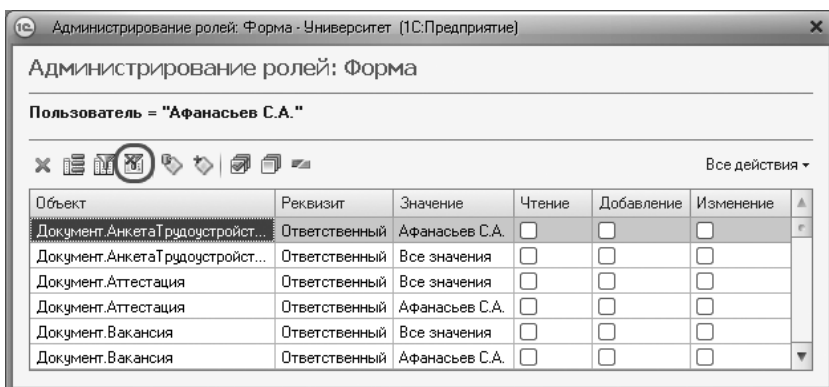 Администрирование ролей: Форма - Университет (1С:Предприятие)
Администрирование ролей: Форма
Пользователь = "Афанасьев С.А."
Все действия
Объект Реквизит Значение Чтение Добавление Изменение
Документ.АнкетаТрудоустройст... Ответственный Афанасьев С.А.
Документ.АнкетаТрудоустройст... Ответственный Все значения
Документ.Аттестация Ответственный Все значения
Документ.Аттестация Ответственный Афанасьев С.А.
Документ.Вакансия Ответственный Все значения
Документ.Вакансия Ответственный Афанасьев С.А.